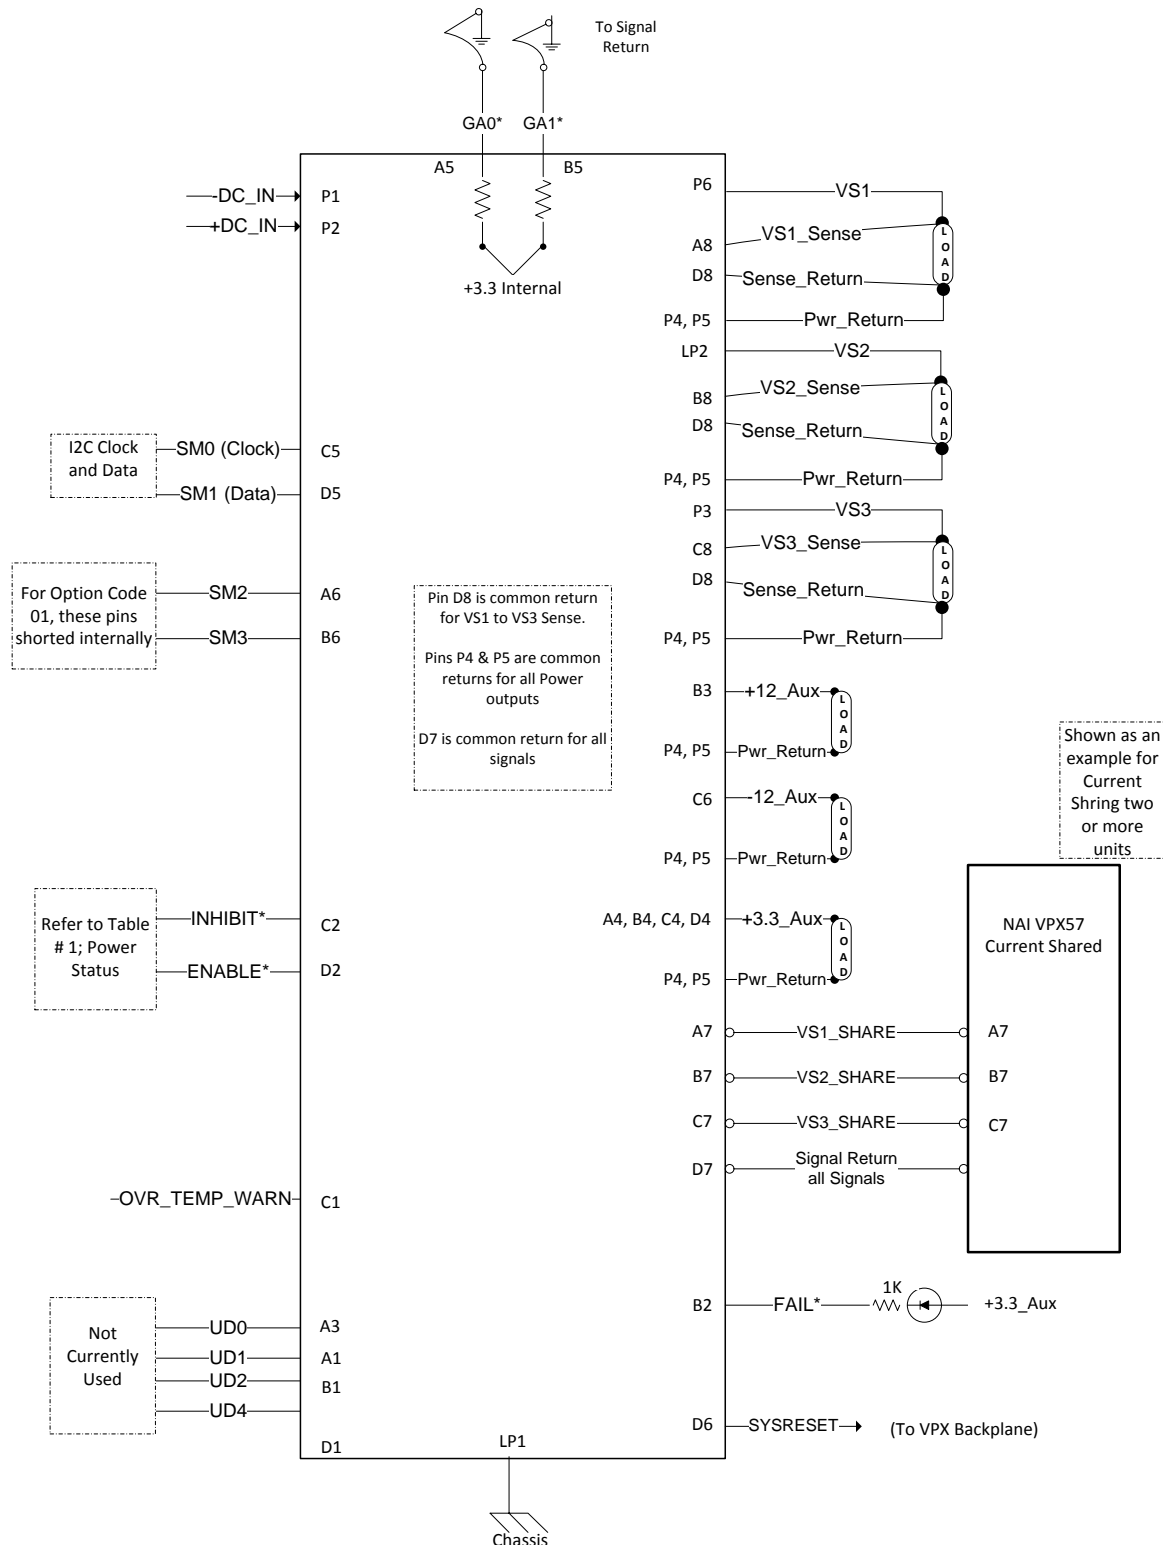 To Signal
Return
GA0*
GA1*
A5
B5
-DC_IN
P1
+DC_IN
P2
+3.3 Internal
P6
VS1
A8
VS1_Sense
D8
Sense_Return
P4, P5
Pwr_Return
LOAD
LP2
VS2
B8
VS2_Sense
D8
Sense_Return
P4, P5
Pwr_Return
LOAD
P3
VS3
C8
VS3_Sense
D8
Sense_Return
P4, P5
Pwr_Return
LOAD
I2C Clock
and Data
SM0 (Clock)
C5
SM1 (Data)
D5
For Option Code
01, these pins
shorted internally
SM2
A6
SM3
B6
Pin D8 is common return
for VS1 to VS3 Sense.
Pins P4 & P5 are common
returns for all Power
outputs
D7 is common return for all
signals
B3
+12_Aux
P4, P5
Pwr_Return
LOAD
C6
-12_Aux
P4, P5
Pwr_Return
LOAD
A4, B4, C4, D4
+3.3_Aux
P4, P5
Pwr_Return
LOAD
Shown as an
example for
Current
Shring two
or more
units
Refer to Table
# 1; Power
Status
INHIBIT*
C2
ENABLE*
D2
NAI VPX57
Current Shared
A7
VS1_SHARE
A7
B7
VS2_SHARE
B7
C7
VS3_SHARE
C7
D7
Signal Return
all Signals
OVR_TEMP_WARN
C1
B2
FAIL*
1K
+3.3_Aux
Not
Currently
Used
UD0
A3
UD1
A1
UD2
B1
UD4
D1
D6
SYSRESET
(To VPX Backplane)
LP1
Chassis